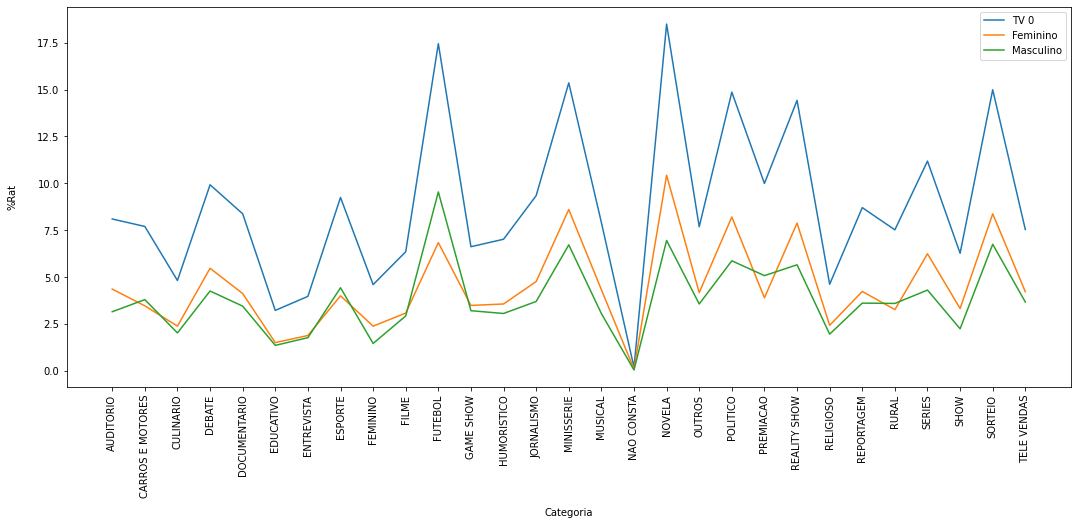 TV 0
Feminino
Masculino
%Rat
17.5
15.0
12.5
10.0
7.5
5.0
2.5
0.0
AUDITORIO
CARROS E MOTORES
CULINARIO
DEBATE
DOCUMENTARIO
EDUCATIVO
ENTREVISTA
ESPORTE
FEMININO
FILME
FUTEBOL
GAME SHOW
HUMORISTICO
JORNALISMO
MINISSERIE
MUSICAL
NAO CONSTA
NOVELA
OUTROS
POLITICO
PREMIACAO
REALITY SHOW
RELIGIOSO
REPORTAGEM
RURAL
SERIES
SHOW
SORTEIO
TELE VENDAS
Categoria